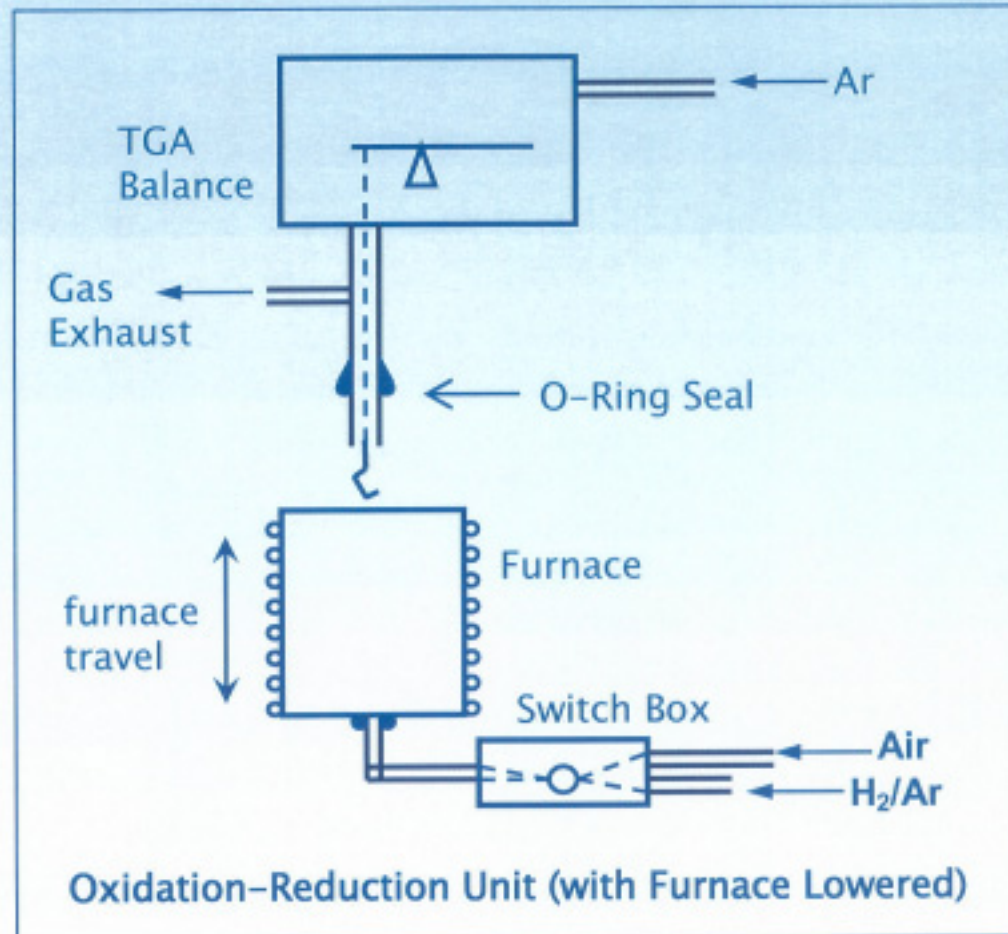 Ar
TGA
Balance
Gas
Exhaust
O-Ring Seal
Furnace
furnace
travel
Switch Box
Air
H₂/Ar
Oxidation-Reduction Unit (with Furnace Lowered)